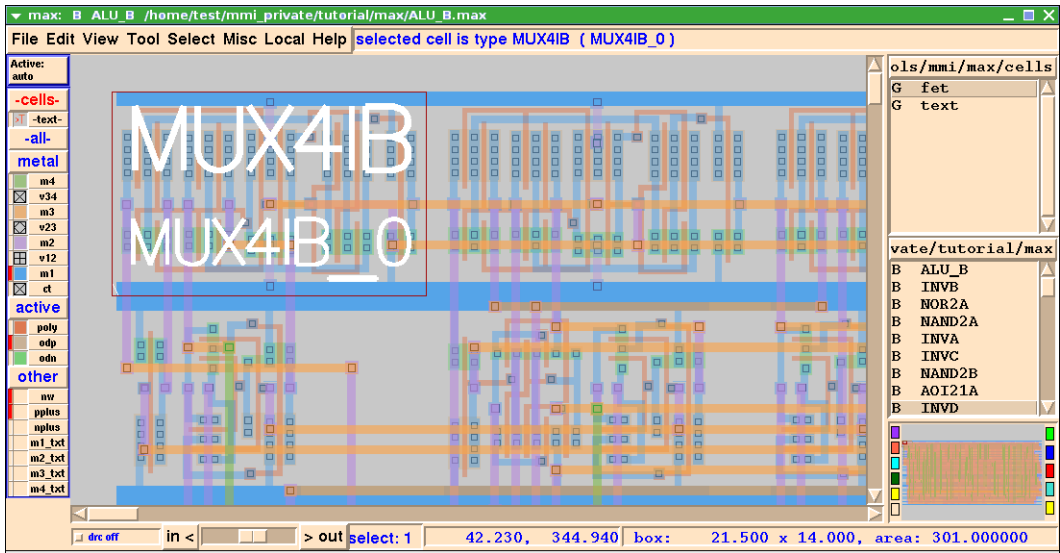 max: B ALU_B /home/test/mmi_private/tutorial/max/ALU_B.max
File Edit View Tool Select Misc Local Help selected cell is type MUX4IB ( MUX4IB_0 )
Active:
auto
-cells-
-text-
-all-
metal
m4
v34
m3
v23
m2
v12
m1
ct
active
poly
odp
odn
other
nw
pplus
nplus
m1_txt
m2_txt
m3_txt
m4_txt
MUX4IB
MUX4IB_0
ols/mmi/max/cells
G fet
G text
vate/tutorial/max
B ALU_B
B INVB
B NOR2A
B NAND2A
B INVA
B INVC
B NAND2B
B AOI21A
B INVD
drc off in < > out select: 1 42.230, 344.940 box: 21.500 x 14.000, area: 301.000000